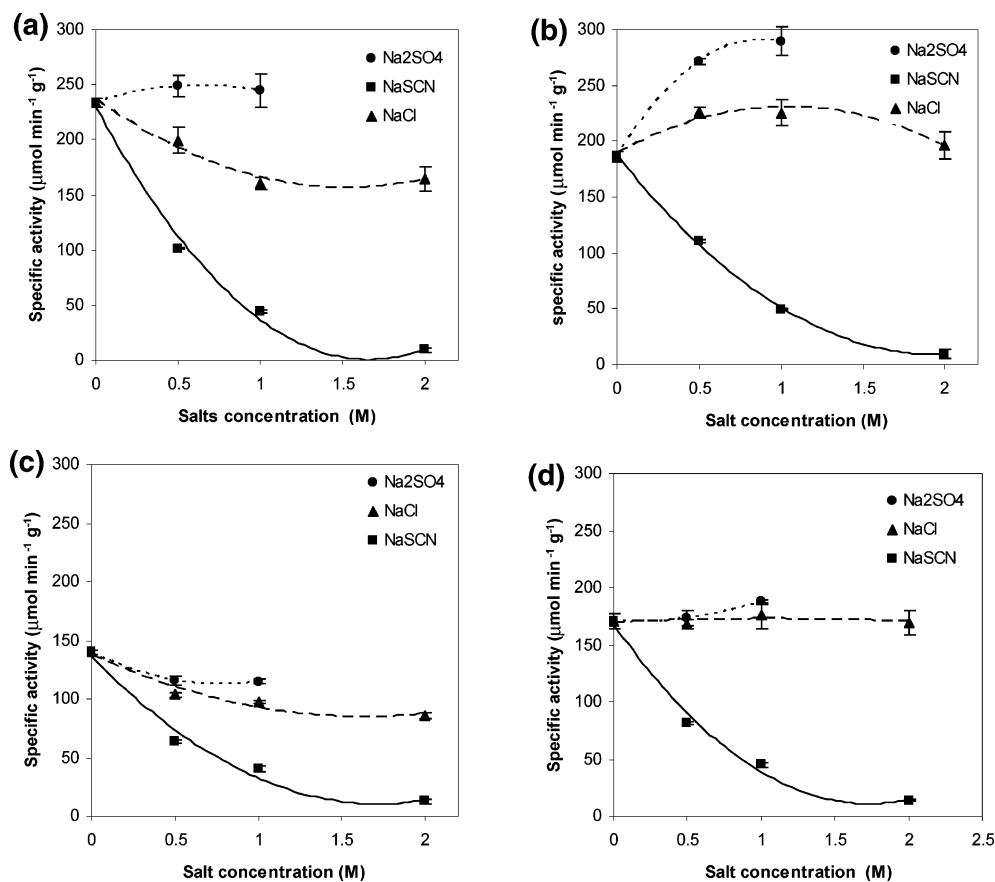 (a)
300
250
200
150
100
50
0
Specific activity (µmol min⁻¹ g⁻¹)
Na2SO4
NaSCN
NaCl
0 0.5 1 1.5 2
Salts concentration (M)
(b)
300
250
200
150
100
50
0
specific activity (µmol min⁻¹ g⁻¹)
Na2SO4
NaSCN
NaCl
0 0.5 1 1.5 2
Salt concentration (M)
(c)
300
250
200
150
100
50
0
Specific activity (µmol min⁻¹ g⁻¹)
Na2SO4
NaCl
NaSCN
0 0.5 1 1.5 2
Salt concentration (M)
(d)
300
250
200
150
100
50
0
Specific activity (µmol min⁻¹ g⁻¹)
Na2SO4
NaCl
NaSCN
0 0.5 1 1.5 2 2.5
Salt concentration (M)